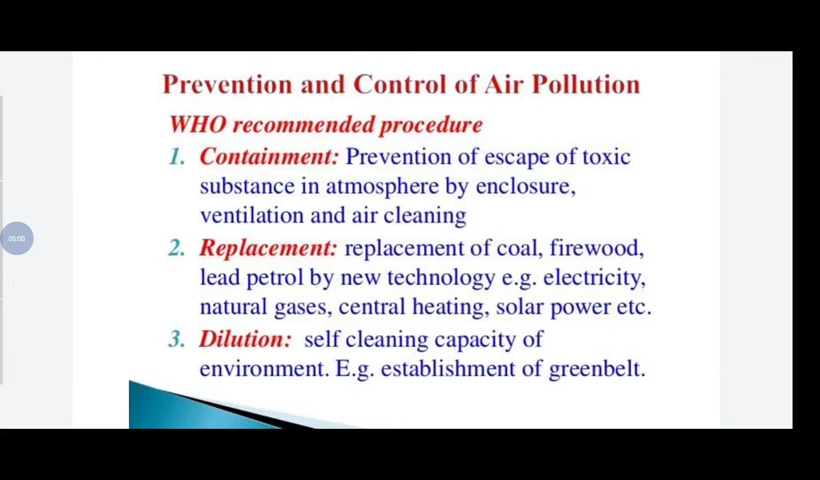 Prevention and Control of Air Pollution
WHO recommended procedure
1. Containment: Prevention of escape of toxic
substance in atmosphere by enclosure,
ventilation and air cleaning
2. Replacement: replacement of coal, firewood,
lead petrol by new technology e.g. electricity,
natural gases, central heating, solar power etc.
3. Dilution: self cleaning capacity of
environment. E.g. establishment of greenbelt.
05:00